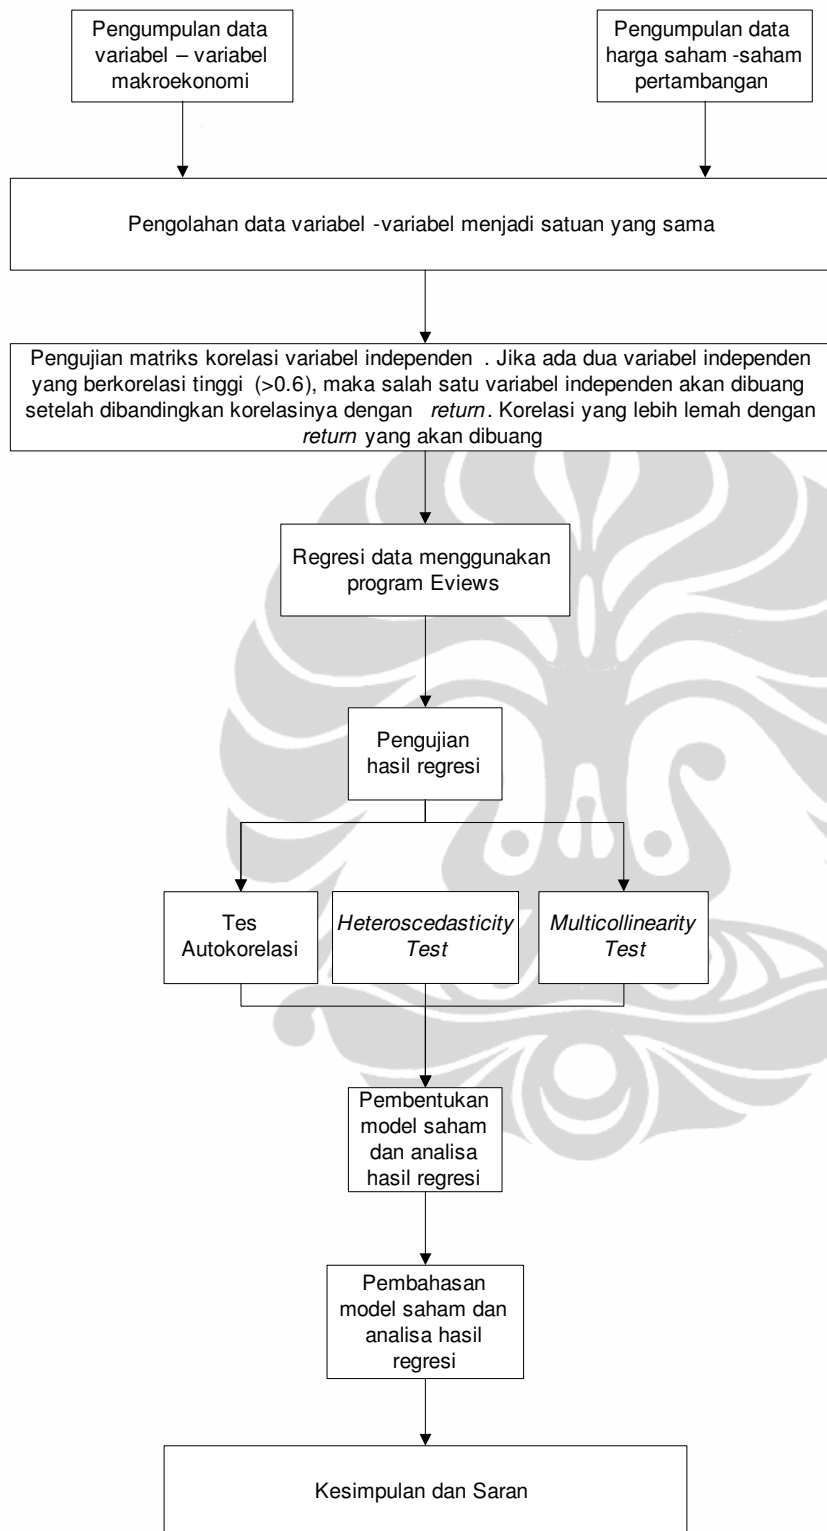 Pengumpulan data
variabel – variabel
makroekonomi
Pengumpulan data
harga saham -saham
pertambangan
Pengolahan data variabel -variabel menjadi satuan yang sama
Pengujian matriks korelasi variabel independen . Jika ada dua variabel independen
yang berkorelasi tinggi (>0.6), maka salah satu variabel independen akan dibuang
setelah dibandingkan korelasinya dengan return. Korelasi yang lebih lemah dengan
return yang akan dibuang
Regresi data menggunakan
program Eviews
Pengujian
hasil regresi
Tes
Autokorelasi
Heteroscedasticity
Test
Multicollinearity
Test
Pembentukan
model saham
dan analisa
hasil regresi
Pembahasan
model saham dan
analisa hasil
regresi
Kesimpulan dan Saran